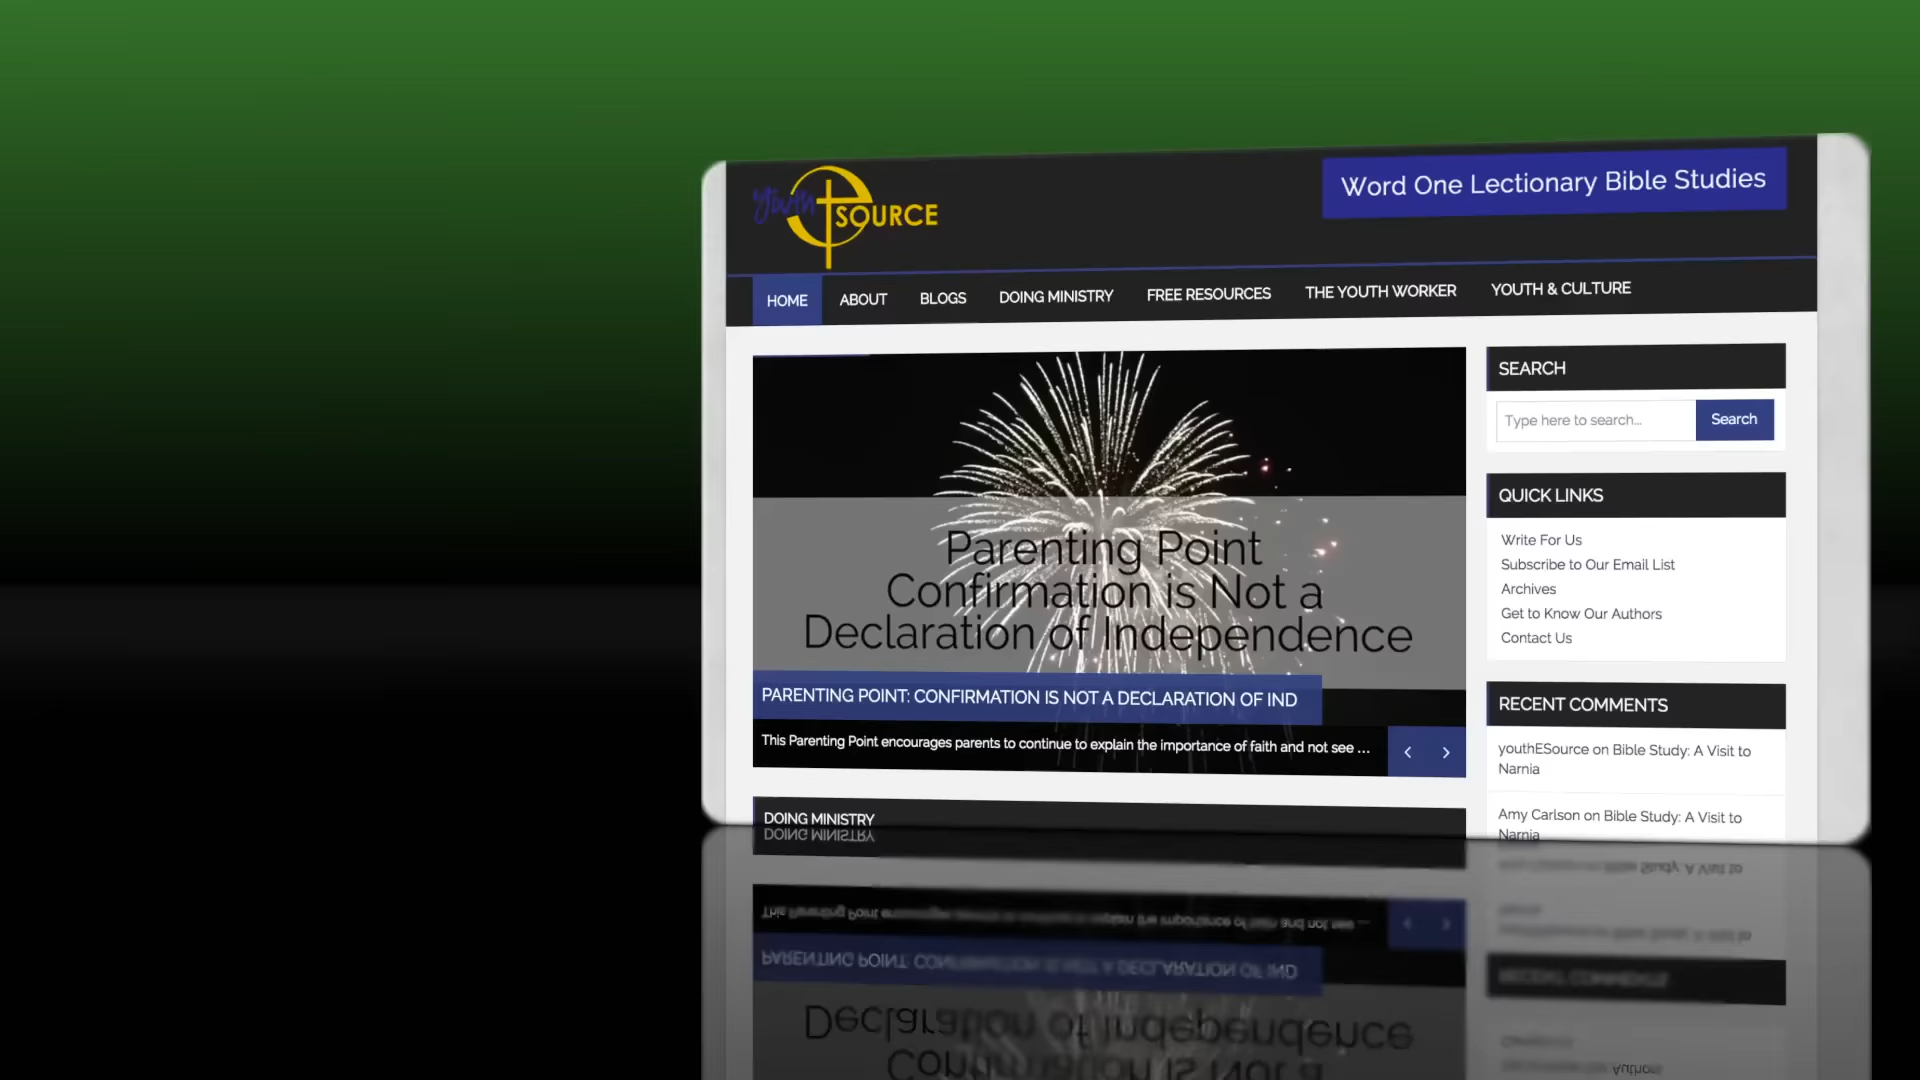 youth
SOURCE
Word One Lectionary Bible Studies
HOME ABOUT BLOGS DOING MINISTRY FREE RESOURCES THE YOUTH WORKER YOUTH & CULTURE
Parenting Point
Confirmation is Not a
Declaration of Independence
PARENTING POINT: CONFIRMATION IS NOT A DECLARATION OF IND
This Parenting Point encourages parents to continue to explain the importance of faith and not see ...
DOING MINISTRY
SEARCH
Type here to search... Search
QUICK LINKS
Write For Us
Subscribe to Our Email List
Archives
Get to Know Our Authors
Contact Us
RECENT COMMENTS
youthESource on Bible Study: A Visit to
Narnia
Amy Carlson on Bible Study: A Visit to
Narnia